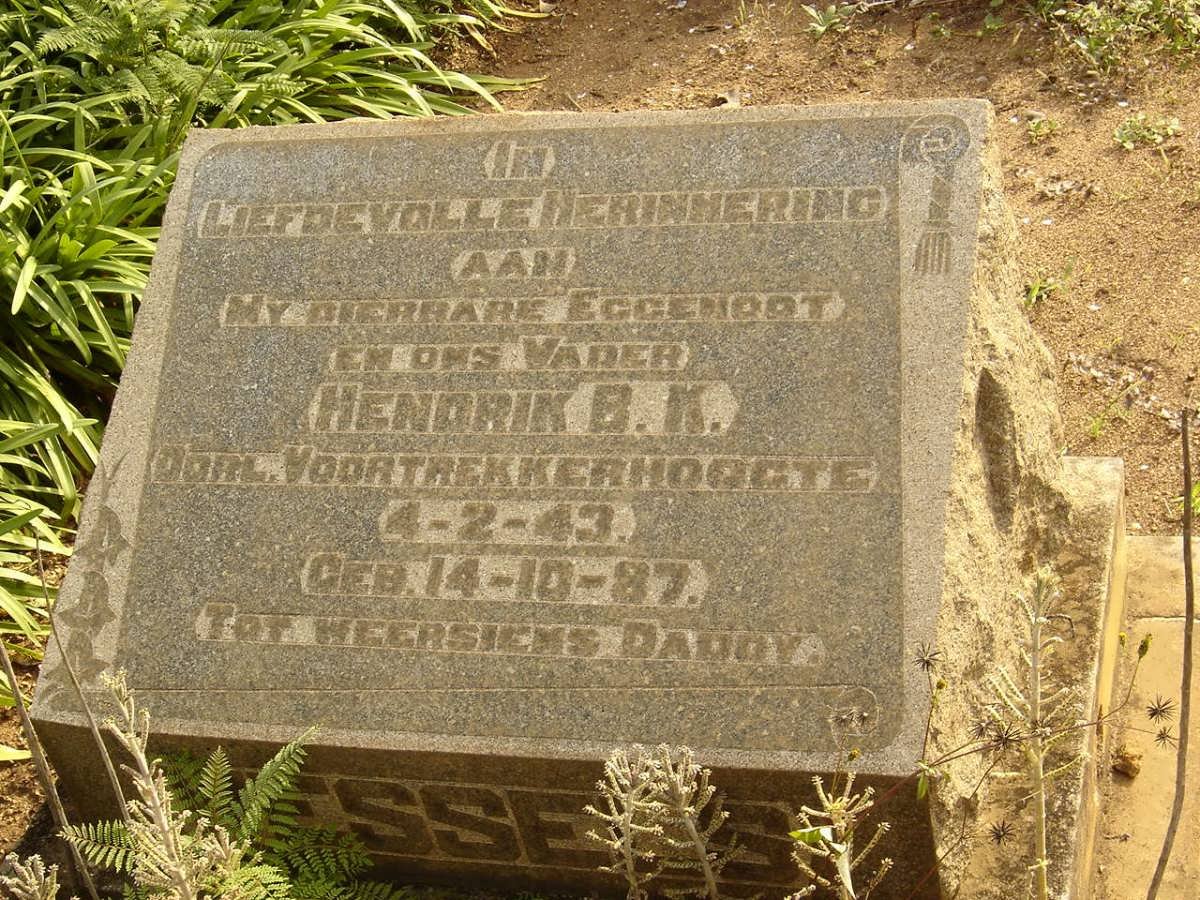 IN
LIEFDEVOLLE HERINNERING
AAN
MY DIERBARE EGGENOOT
EN ONS VADER
HENDRIK B. K.
OORL. VOORTREKKERHOOGTE
4-2-43.
GEB. 14-10-87.
TOT WEERSIENS DADDY.